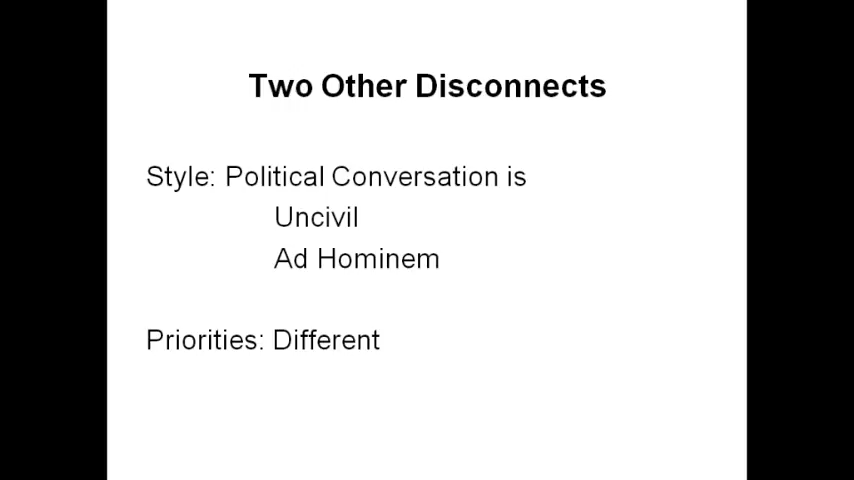 Two Other Disconnects
Style: Political Conversation is
Uncivil
Ad Hominem
Priorities: Different